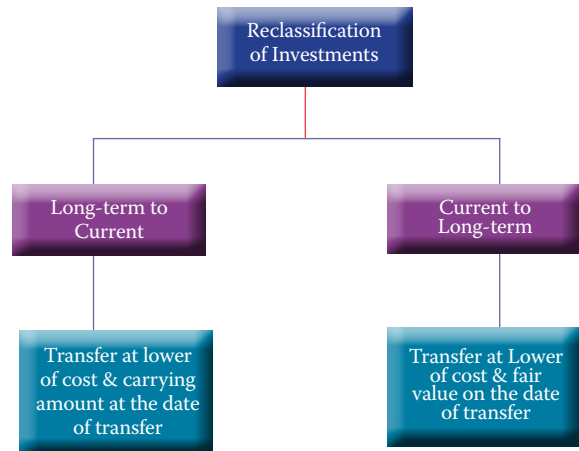 Reclassification
of Investments
Long-term to
Current
Current to
Long-term
Transfer at lower
of cost & carrying
amount at the date
of transfer
Transfer at Lower
of cost & fair
value on the date
of transfer